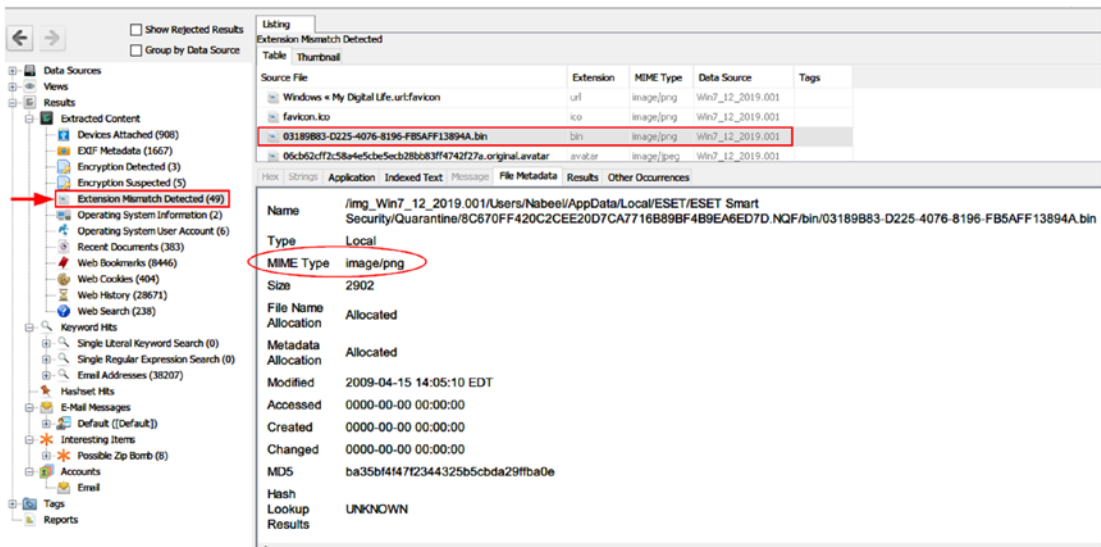 Show Rejected Results
Group by Data Source
Data Sources
Views
Results
Extracted Content
Devices Attached (908)
EXIF Metadata (1667)
Encryption Detected (3)
Encryption Suspected (5)
Extension Mismatch Detected (49)
Operating System Information (2)
Operating System User Account (6)
Recent Documents (383)
Web Bookmarks (8446)
Web Cookies (404)
Web History (28671)
Web Search (238)
Keyword Hits
Single Literal Keyword Search (0)
Single Regular Expression Search (0)
Email Addresses (38207)
Hashset Hits
E-Mail Messages
Default ([Default])
Interesting Items
Possible Zip Bomb (8)
Accounts
Email
Tags
Reports
Listing
Extension Mismatch Detected
Table Thumbnail
Source File Extension MIME Type Data Source Tags
Windows « My Digital Life.url:favicon url image/png Win7_12_2019.001
favicon.ico ico image/png Win7_12_2019.001
03189B83-D225-4076-8196-FB5AFF13894A.bin bin image/png Win7_12_2019.001
06cb62cff2c58a4e5cbe5ecb28bb83ff4742f27a.original.avatar avatar image/jpeg Win7_12_2019.001
Hex Strings Application Indexed Text Message File Metadata Results Other Occurrences
Name /img_Win7_12_2019.001/Users/Nabeel/AppData/Local/ESET/ESET Smart
Security/Quarantine/8C670FF420C2CEE20D7CA7716B89BF4B9EA6ED7D.NQF/bin/03189B83-D225-4076-8196-FB5AFF13894A.bin
Type Local
MIME Type image/png
Size 2902
File Name
Allocation Allocated
Metadata
Allocation Allocated
Modified 2009-04-15 14:05:10 EDT
Accessed 0000-00-00 00:00:00
Created 0000-00-00 00:00:00
Changed 0000-00-00 00:00:00
MD5 ba35bf4f47f2344325b5cbda29ffba0e
Hash
Lookup UNKNOWN
Results